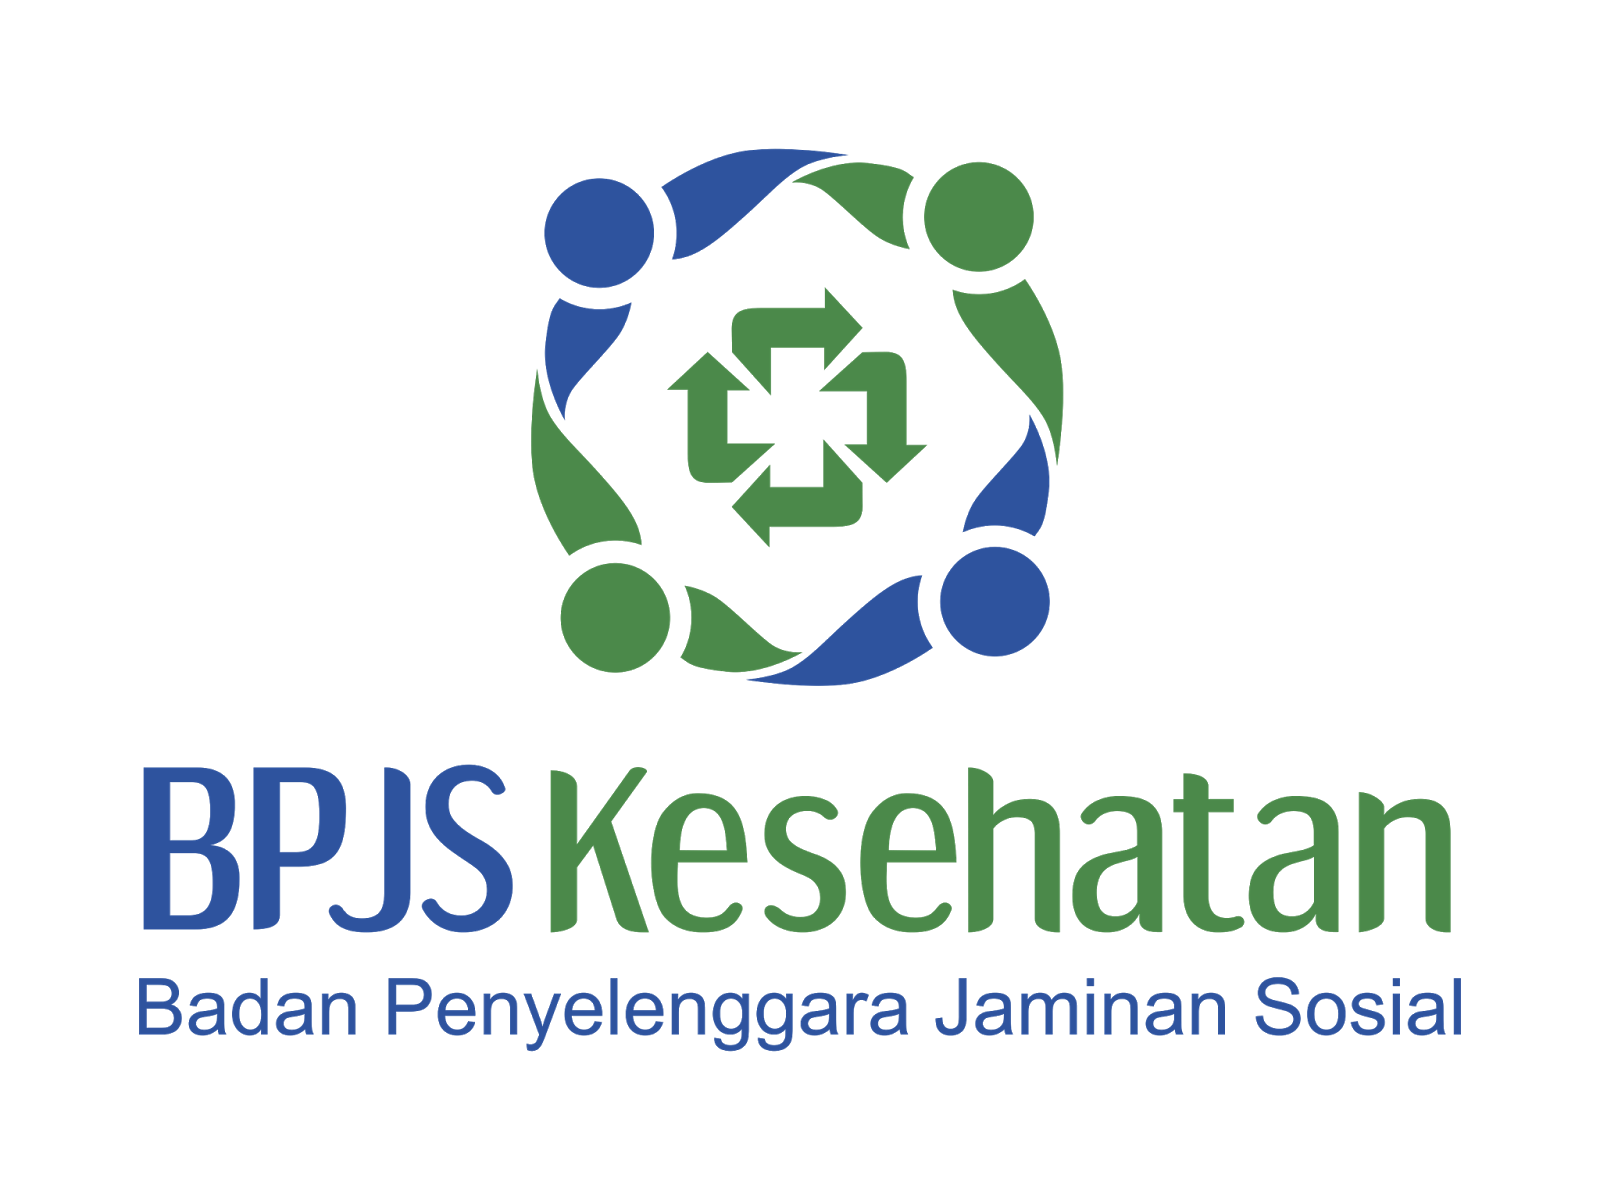 BPJS Kesehatan
Badan Penyelenggara Jaminan Sosial